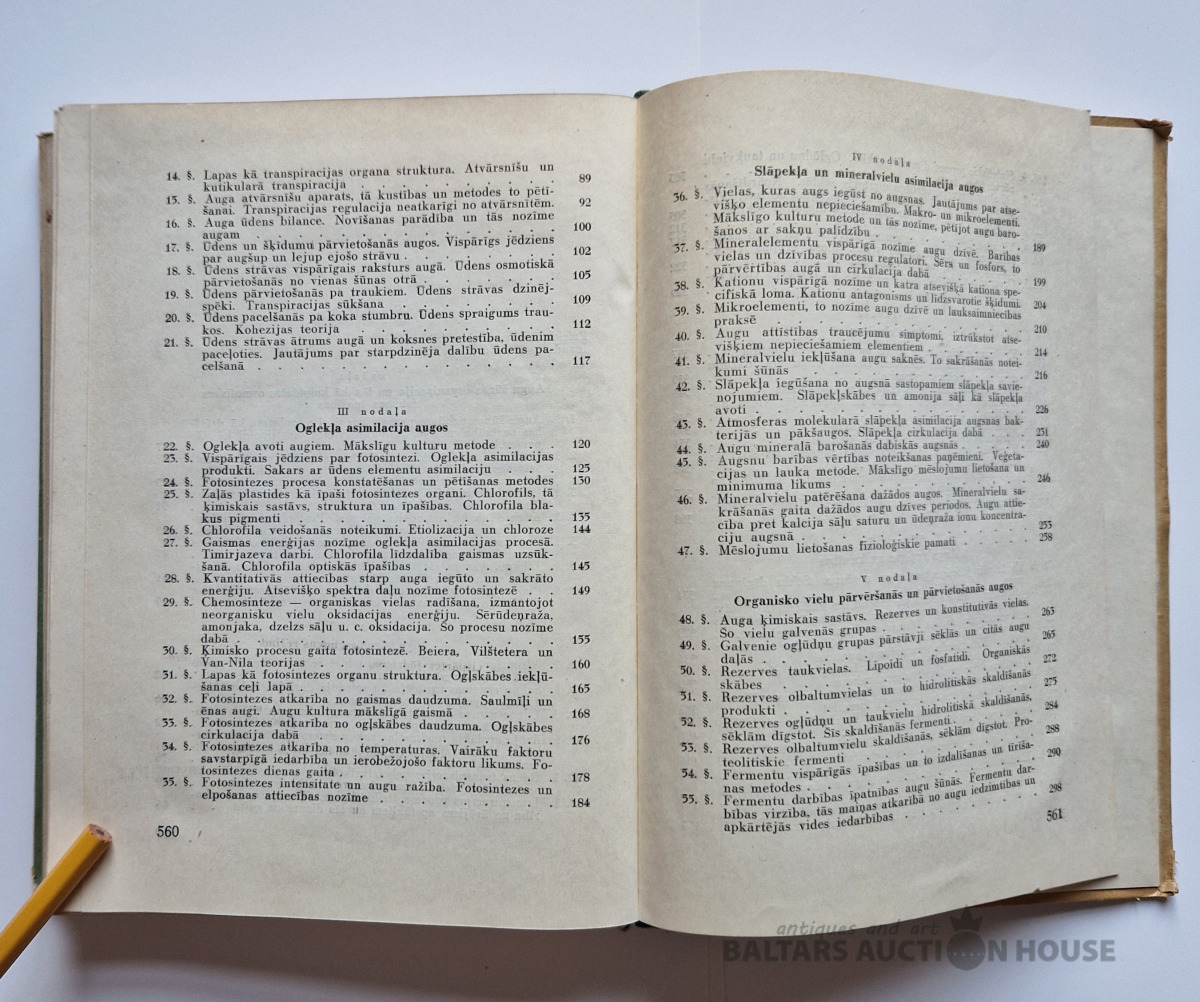 14. §. Lapas kā transpiracijas organa struktura. Atvārsnīšu un
kutikularā transpiracija . . . . . . . . . . 89
15. §. Auga atvārsnīšu aparats, tā kustības un metodes to pētī-
šanai. Transpiracijas regulacija neatkarīgi no atvārsnītēm. 92
16. §. Auga ūdens bilance. Novīšanas parādība un tās nozīme
augam . . . . . . . . . . . . . . 100
17. §. Ūdens un šķidumu pārvietošanās augos. Vispārīgs jēdziens
par augšup un lejup ejošo strāvu . . . . . . . 102
18. §. Ūdens strāvas vispārīgais raksturs augā. Ūdens osmotiskā
pārvietošanās no vienas šūnas otrā . . . . . . . 105
19. §. Ūdens pārvietošanās pa traukiem. Ūdens strāvas dzinēj-
spēki. Transpiracijas sūkšana . . . . . . . . 109
20. §. Ūdens pacelšanās pa koka stumbru. Ūdens spraigums trau-
kos. Kohezijas teorija . . . . . . . . . . 112
21. §. Ūdens strāvas ātrums augā un koksnes pretestība, ūdenim
paceļoties. Jautājums par starpdzinēja dalību ūdens pa-
celšanā . . . . . . . . . . . . . . 117
III nodaļa
Oglekļa asimilacija augos
22. §. Oglekļa avoti augiem. Mākslīgu kulturu metode . . . 120
23. §. Vispārīgais jēdziens par fotosintezi. Oglekļa asimilacijas
produkti. Sakars ar ūdens elementu asimilaciju . . . 125
24. §. Fotosintezes procesa konstatēšanas un pētīšanas metodes 130
25. §. Zaļās plastides kā īpaši fotosintezes organi. Chlorofils, tā
ķimiskais sastāvs, struktura un īpašības. Chlorofila bla-
kus pigmenti . . . . . . . . . . . . 135
26. §. Chlorofila veidošanās noteikumi. Etiolizacija un chloroze 144
27. §. Gaismas enerģijas nozīme oglekļa asimilacijas procesā.
Timirjazeva darbi. Chlorofila līdzdalība gaismas uzsūk-
šanā. Chlorofila optiskās īpašības . . . . . . . 145
28. §. Kvantitativās attiecības starp auga iegūto un sakrāto
enerģiju. Atsevišķo spektra daļu nozīme fotosintezē . . 149
29. §. Chemosinteze — organiskas vielas radīšana, izmantojot
neorganisku vielu oksidacijas enerģiju. Sērūdeņraža,
amonjaka, dzelzs sāļu u. c. oksidacija. Šo procesu nozīme
dabā . . . . . . . . . . . . . . . 155
30. §. Ķimisko procesu gaita fotosintezē. Beiera, Vilštetera un
Van-Nila teorijas . . . . . . . . . . . 160
31. §. Lapas kā fotosintezes organu struktura. Ogļskābes iekļū-
šanas ceļi lapā . . . . . . . . . . . . 165
32. §. Fotosintezes atkarība no gaismas daudzuma. Saulmīļi un
ēnas augi. Augu kultura mākslīgā gaismā . . . . . 168
33. §. Fotosintezes atkarība no ogļskābes daudzuma. Ogļskābes
cirkulacija dabā . . . . . . . . . . . 176
34. §. Fotosintezes atkarība no temperaturas. Vairāku faktoru
savstarpīgā iedarbība un ierobežojošo faktoru likums. Fo-
tosintezes dienas gaita . . . . . . . . . . 178
35. §. Fotosintezes intensitate un augu ražība. Fotosintezes un
elpošanas attiecības nozīme . . . . . . . . . 184
560
IV nodaļa
Slāpekļa un mineralvielu asimilacija augos
36. §. Vielas, kuras augs iegūst no augsnas. Jautājums par atse-
višķo elementu nepieciešamību. Makro- un mikroelementi.
Mākslīgo kulturu metode un tās nozīme, pētījot augu baro-
šanos ar sakņu palīdzību . . . . . . . . . 189
37. §. Mineralelementu vispārīgā nozīme augu dzīvē. Barības
vielas un dzīvības procesu regulatori. Sērs un fosfors, to
pārvērtības augā un cirkulacija dabā . . . . . . 199
38. §. Kationu vispārīgā nozīme un katra atsevišķā kationa spe-
cifiskā loma. Kationu antagonisms un līdzsvarotie šķidumi. 204
39. §. Mikroelementi, to nozīme augu dzīvē un lauksaimniecības
praksē . . . . . . . . . . . . . . 210
40. §. Augu attīstības traucējumu simptomi, iztrūkstot atse-
višķiem nepieciešamiem elementiem . . . . . . . 214
41. §. Mineralvielu iekļūšana augu saknēs. To sakrāšanās notei-
kumi šūnās . . . . . . . . . . . . . 216
42. §. Slāpekļa iegūšana no augsnā sastopamiem slāpekļa savie-
nojumiem. Slāpekļskābes un amonija sāļi kā slāpekļa
avoti . . . . . . . . . . . . . . . 226
43. §. Atmosferas molekularā slāpekļa asimilacija augsnas bak-
terijās un pākšaugos. Slāpekļa cirkulacija dabā . . . 231
44. §. Augu mineralā barošanās dabiskās augsnās . . . . 240
45. §. Augsnu barības vērtības noteikšanas paņēmieni. Veģeta-
cijas un lauka metode. Mākslīgo mēslojumu lietošana un
minimuma likums . . . . . . . . . . . 246
46. §. Mineralvielu patērēšana dažādos augos. Mineralvielu sa-
krāšanās gaita dažādos augu dzīves periodos. Augu attie-
cība pret kalcija sāļu saturu un ūdeņraža ionu koncentra-
ciju augsnā . . . . . . . . . . . . . 253
47. §. Mēslojumu lietošanas fizioloģiskie pamati . . . . . 258
V nodaļa
Organisko vielu pārvēršanās un pārvietošanās augos
48. §. Auga ķimiskais sastāvs. Rezerves un konstitutivās vielas.
Šo vielu galvenās grupas . . . . . . . . . 263
49. §. Galvenie ogļūdņu grupas pārstāvji sēklās un citās augu
daļās . . . . . . . . . . . . . . 265
50. §. Rezerves taukvielas. Lipoidi un fosfatidi. Organiskās
skābes . . . . . . . . . . . . . . 272
51. §. Rezerves olbaltumvielas un to hidrolitiskās skaldīšanās
produkti . . . . . . . . . . . . . 275
52. §. Rezerves ogļūdņu un taukvielu hidrolitiskā skaldīšanās,
sēklām dīgstot. Šīs skaldīšanās fermenti . . . . . 284
53. §. Rezerves olbaltumvielu skaldīšanās, sēklām dīgstot. Pro-
teolitiskie fermenti . . . . . . . . . . . 288
54. §. Fermentu vispārīgās īpašības un to izdalīšanas un tīrīša-
nas metodes . . . . . . . . . . . . 290
55. §. Fermentu darbības īpatnības augu šūnās. Fermentu dar-
bības virzība, tās maiņas atkarībā no augu iedzimtības un
apkārtējās vides iedarbības . . . . . . . . . 298
561
antiques and art
BALTARS AUCTION HOUSE